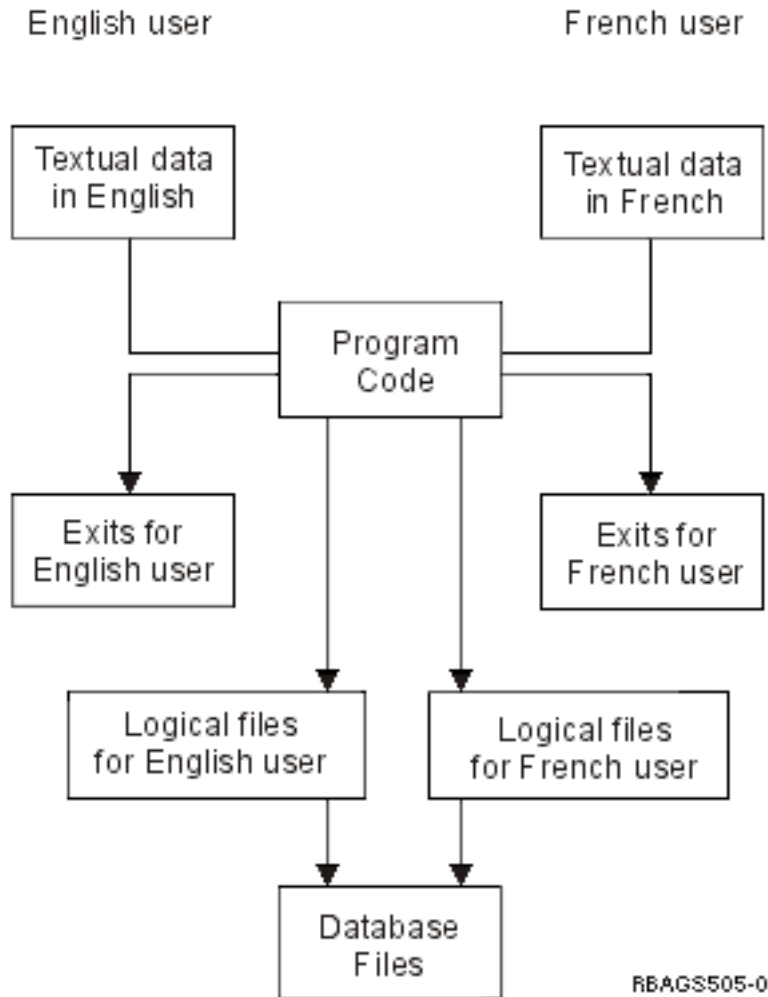 English user
French user
Textual data
in English
Textual data
in French
Program
Code
Exits for
English user
Exits for
French user
Logical files
for English user
Logical files
for French user
Database
Files
RBAGS505-0